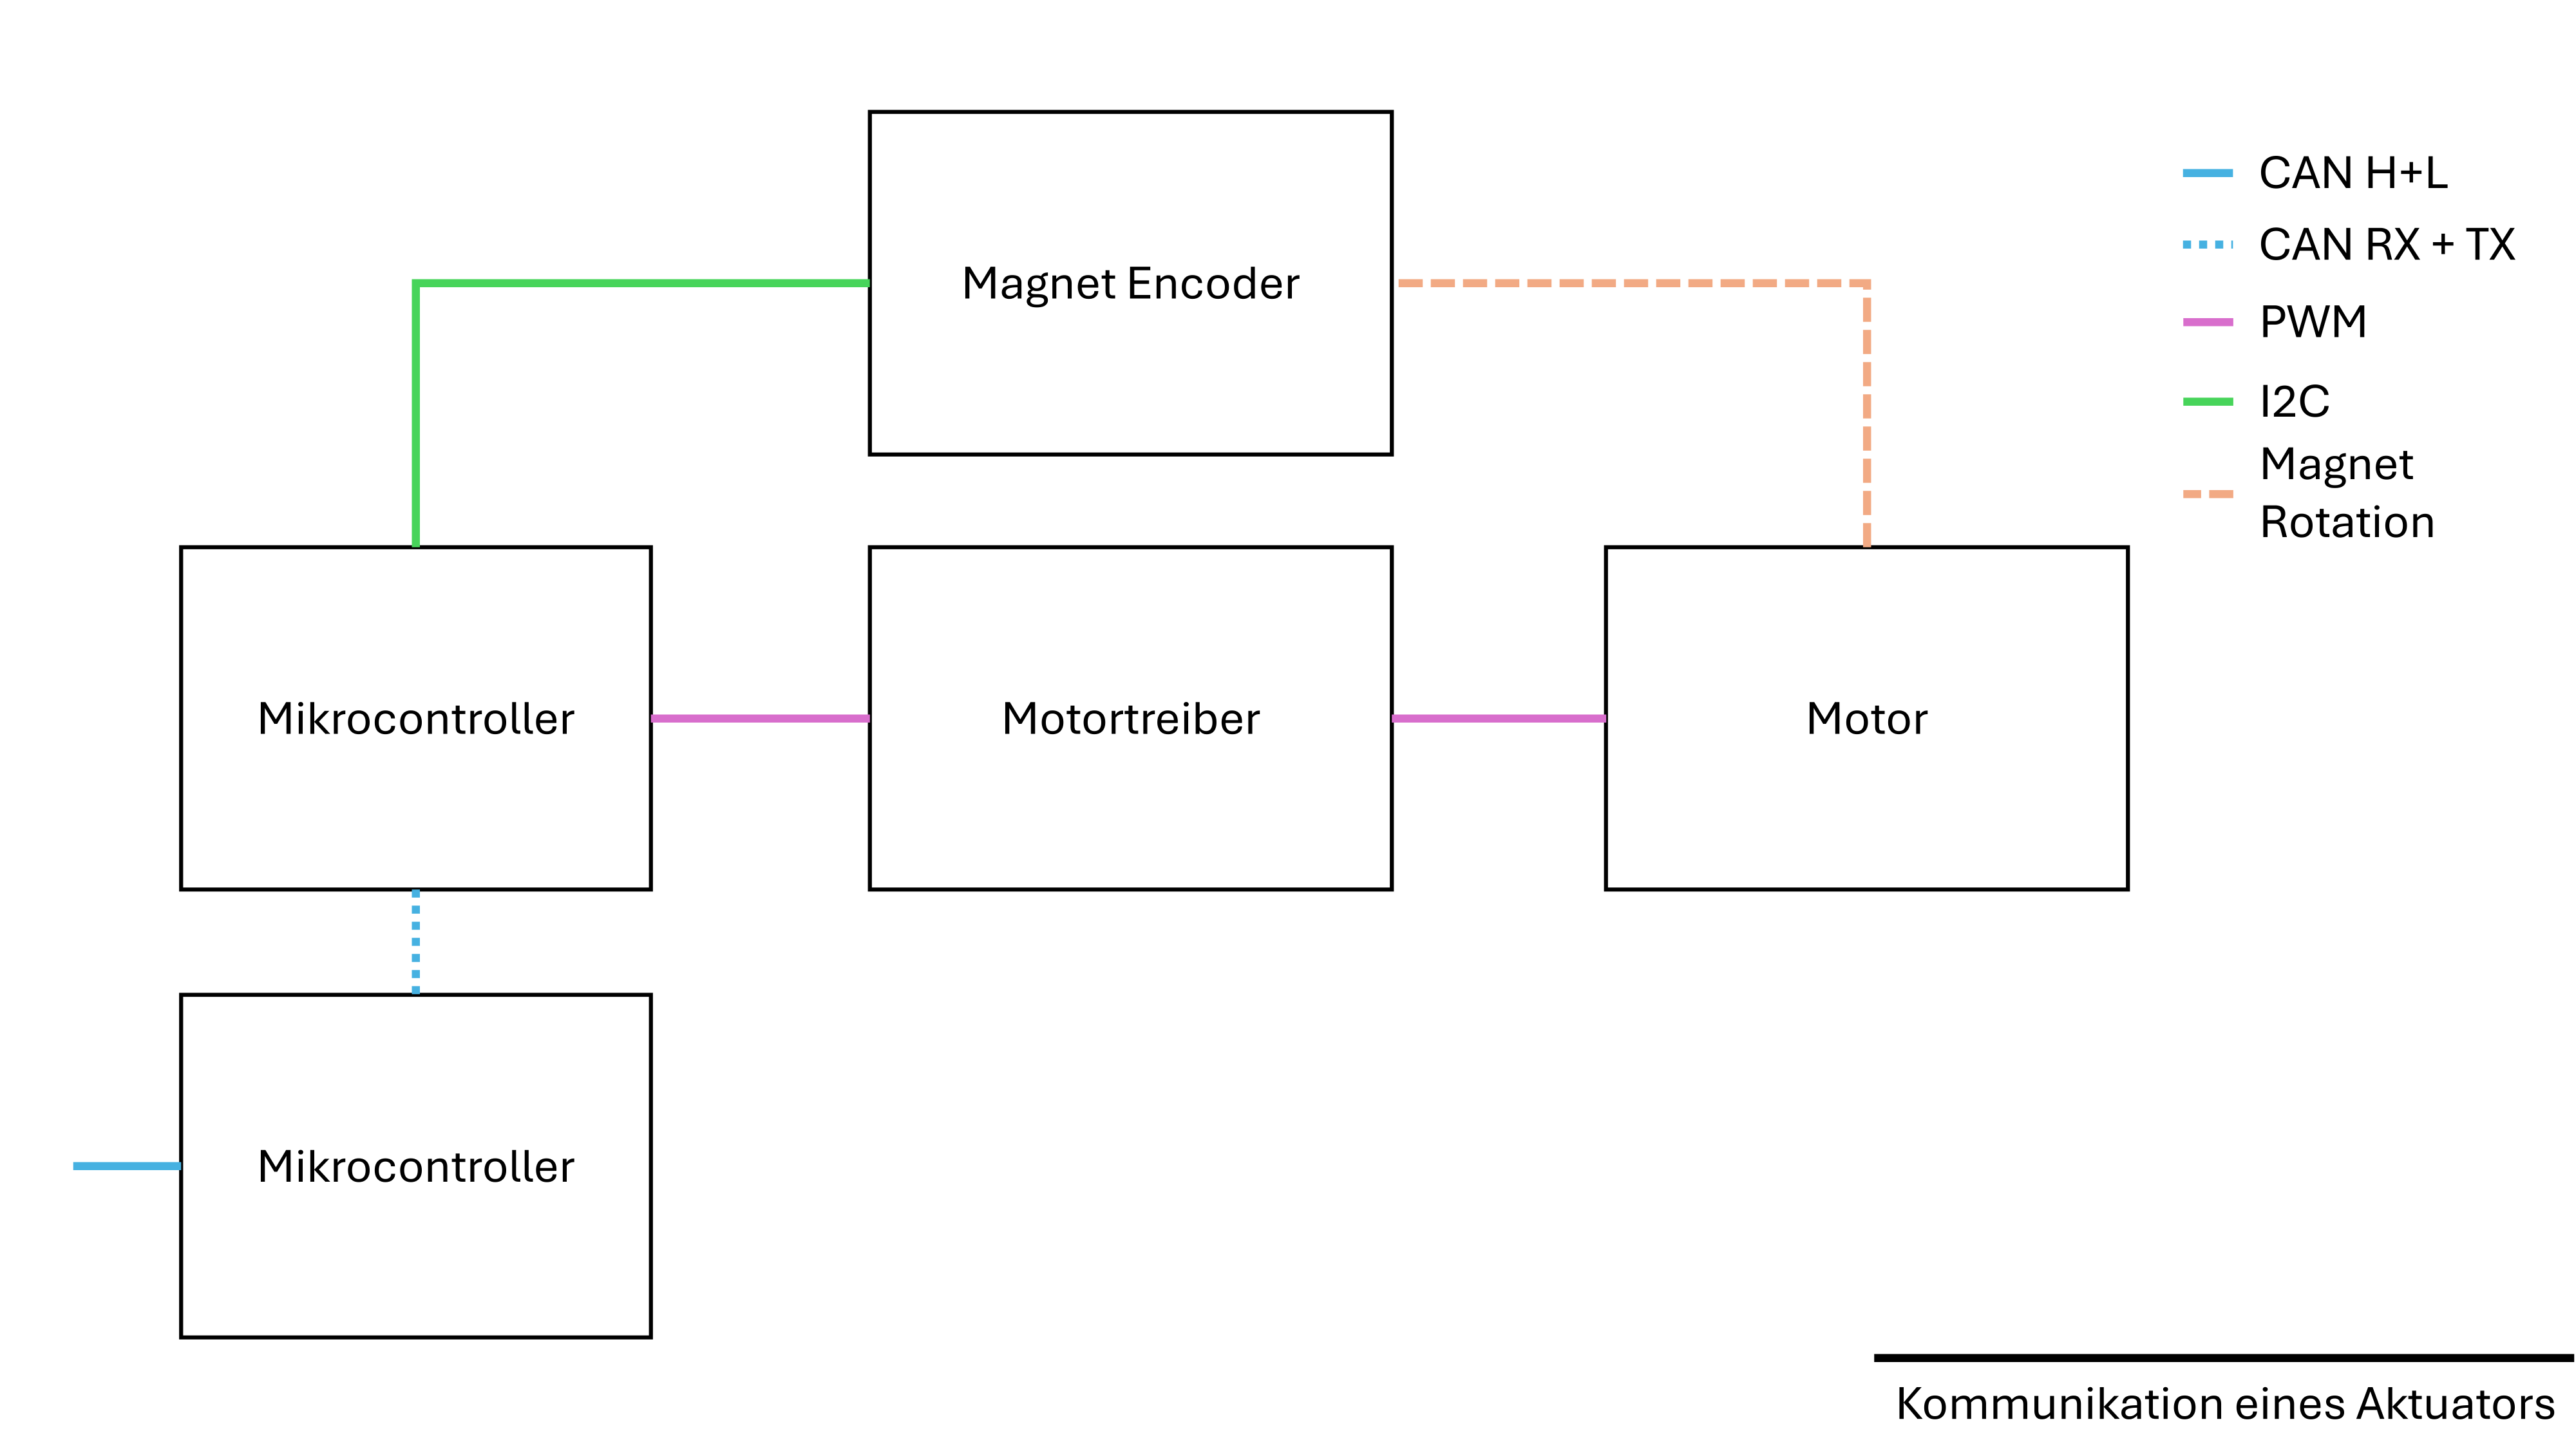 Magnet Encoder
CAN H+L
CAN RX + TX
PWM
I2C
Magnet
Rotation
Mikrocontroller
Motortreiber
Motor
Mikrocontroller
Kommunikation eines Aktuators